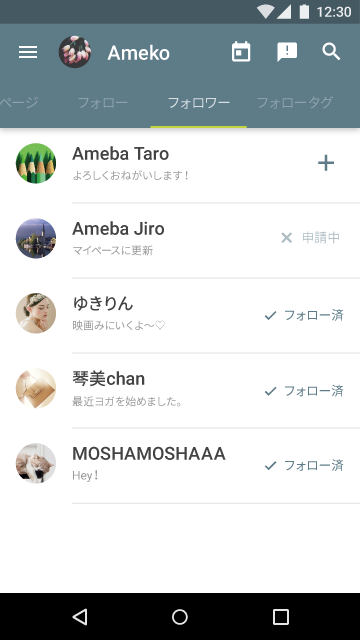 12:30
Ameko
ページ フォロー フォロワー フォロータグ
Ameba Taro
よろしくおねがいします！
Ameba Jiro
マイペースに更新
申請中
ゆきりん
映画みにいくよ〜♡
フォロー済
琴美chan
最近ヨガを始めました。
フォロー済
MOSHAMOSHAAA
Hey！
フォロー済